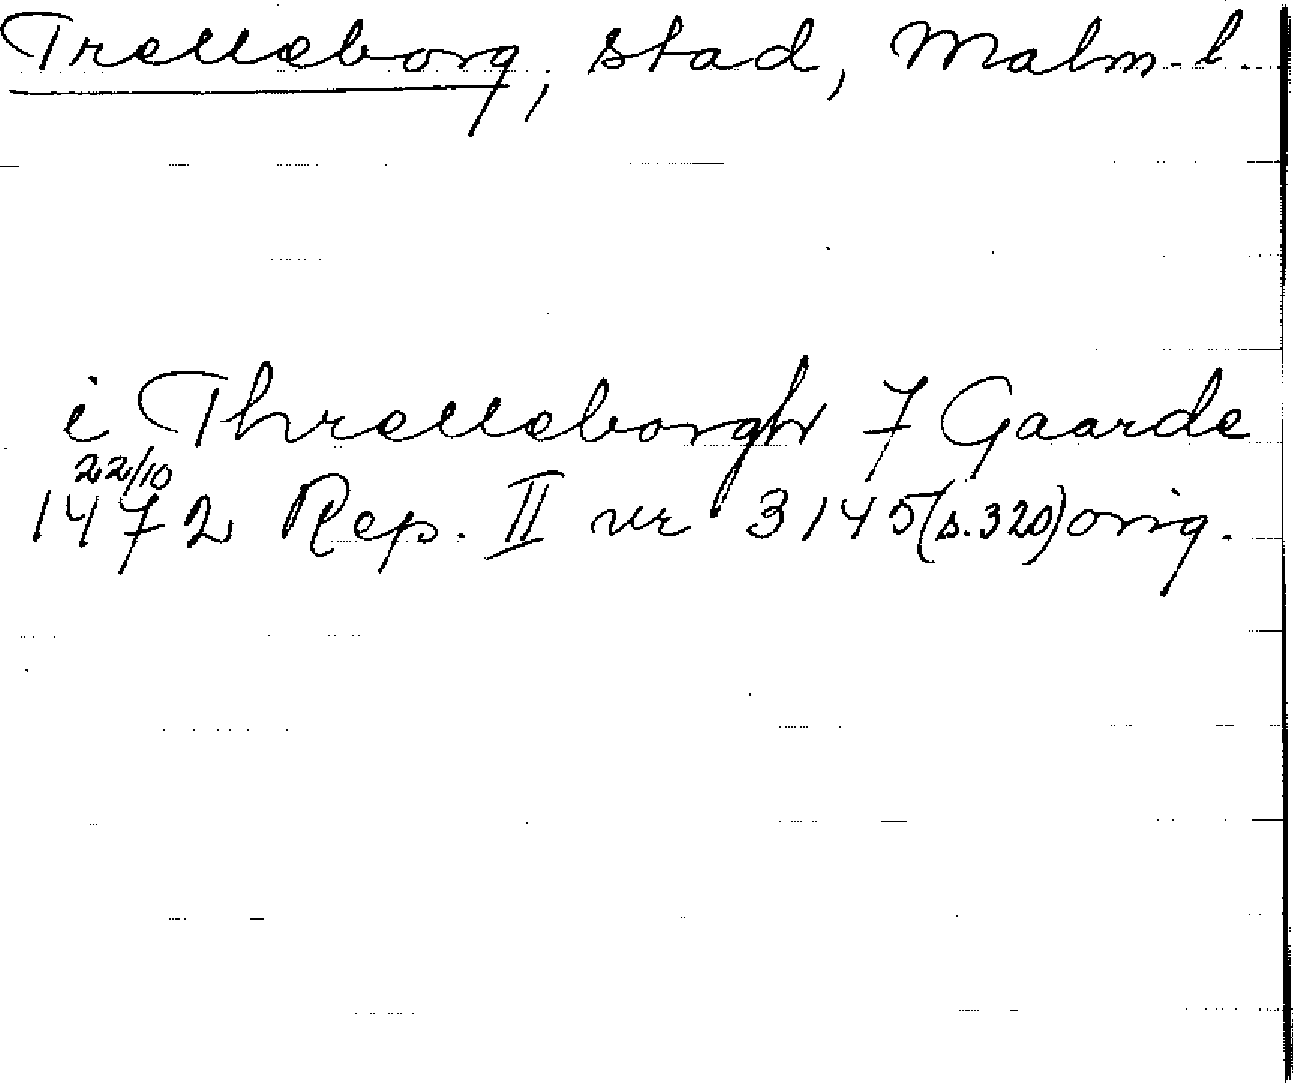 Trelleborg, stad, Malm. l.
i Threlleborgh 7 Gaarde
22/10
1472 Rep. II nr 3145 (s. 320) orig.